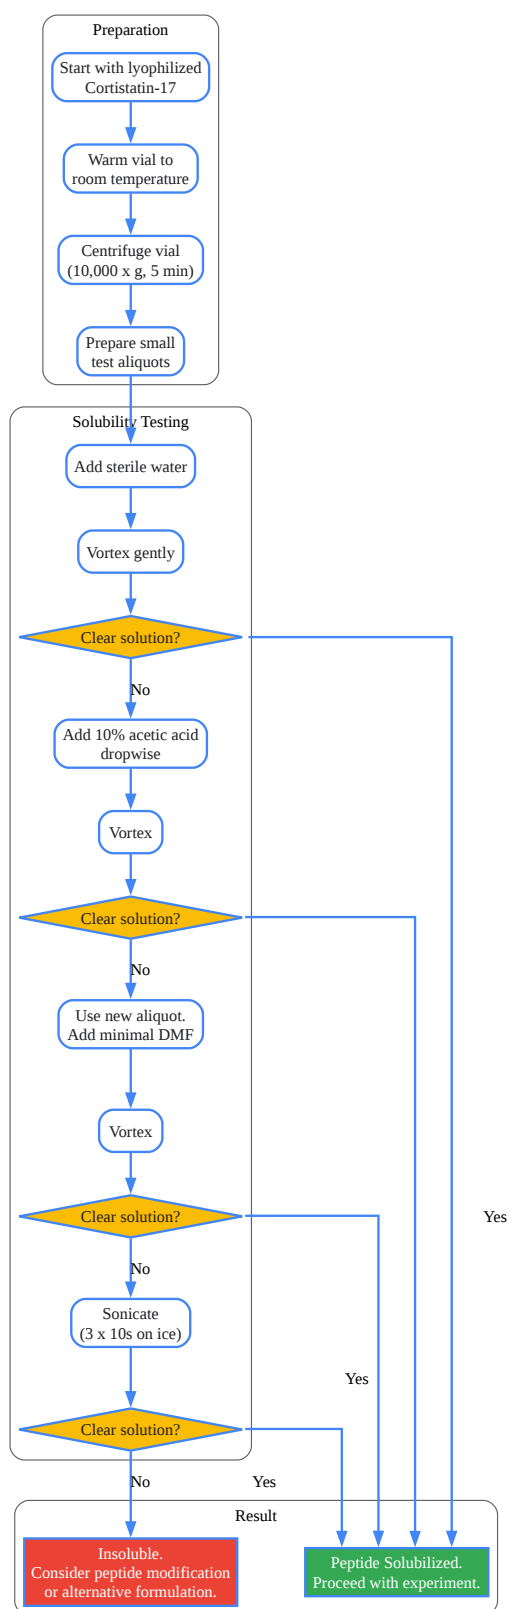 Preparation
Start with lyophilized
Cortistatin-17
Warm vial to
room temperature
Centrifuge vial
(10,000 x g, 5 min)
Prepare small
test aliquots
Solubility Testing
Add sterile water
Vortex gently
Clear solution?
No
Add 10% acetic acid
dropwise
Vortex
Clear solution?
No
Use new aliquot.
Add minimal DMF
Vortex
Clear solution?
Yes
No
Sonicate
(3 x 10s on ice)
Yes
Clear solution?
No
Yes
Result
Insoluble.
Consider peptide modification
or alternative formulation.
Peptide Solubilized.
Proceed with experiment.